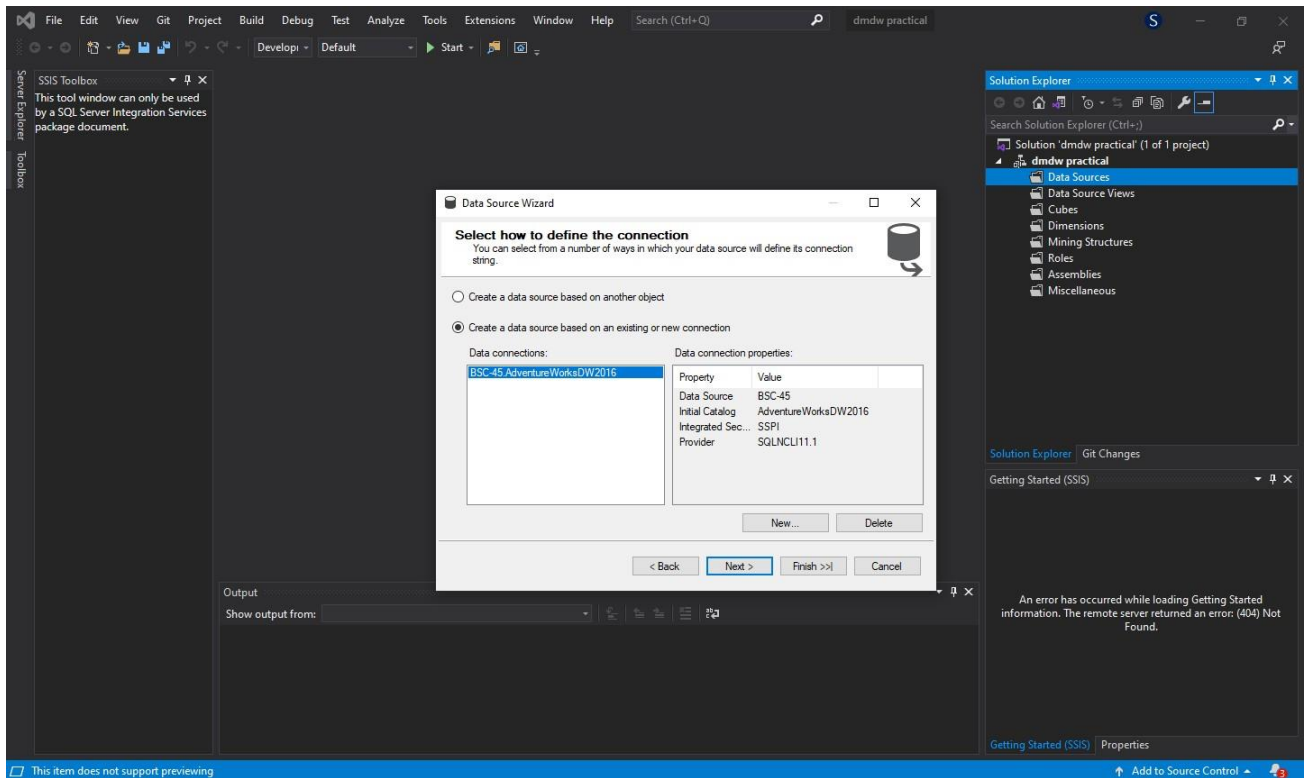 File Edit View Git Project Build Debug Test Analyze Tools Extensions Window Help Search (Ctrl+Q) dmdw practical S
Develop Default Start
Server Explorer
Toolbox
SSIS Toolbox
This tool window can only be used
by a SQL Server Integration Services
package document.
Data Source Wizard
Select how to define the connection
You can select from a number of ways in which your data source will define its connection
string.
Create a data source based on another object
Create a data source based on an existing or new connection
Data connections:
BSC-45.AdventureWorksDW2016
Data connection properties:
Property Value
Data Source BSC-45
Initial Catalog AdventureWorksDW2016
Integrated Sec... SSPI
Provider SQLNCLI11.1
New... Delete
< Back Next > Finish >>| Cancel
Output
Show output from:
Solution Explorer
Search Solution Explorer (Ctrl+;)
Solution 'dmdw practical' (1 of 1 project)
dmdw practical
Data Sources
Data Source Views
Cubes
Dimensions
Mining Structures
Roles
Assemblies
Miscellaneous
Solution Explorer Git Changes
Getting Started (SSIS)
An error has occurred while loading Getting Started
information. The remote server returned an error: (404) Not
Found.
Getting Started (SSIS) Properties
This item does not support previewing
Add to Source Control 3